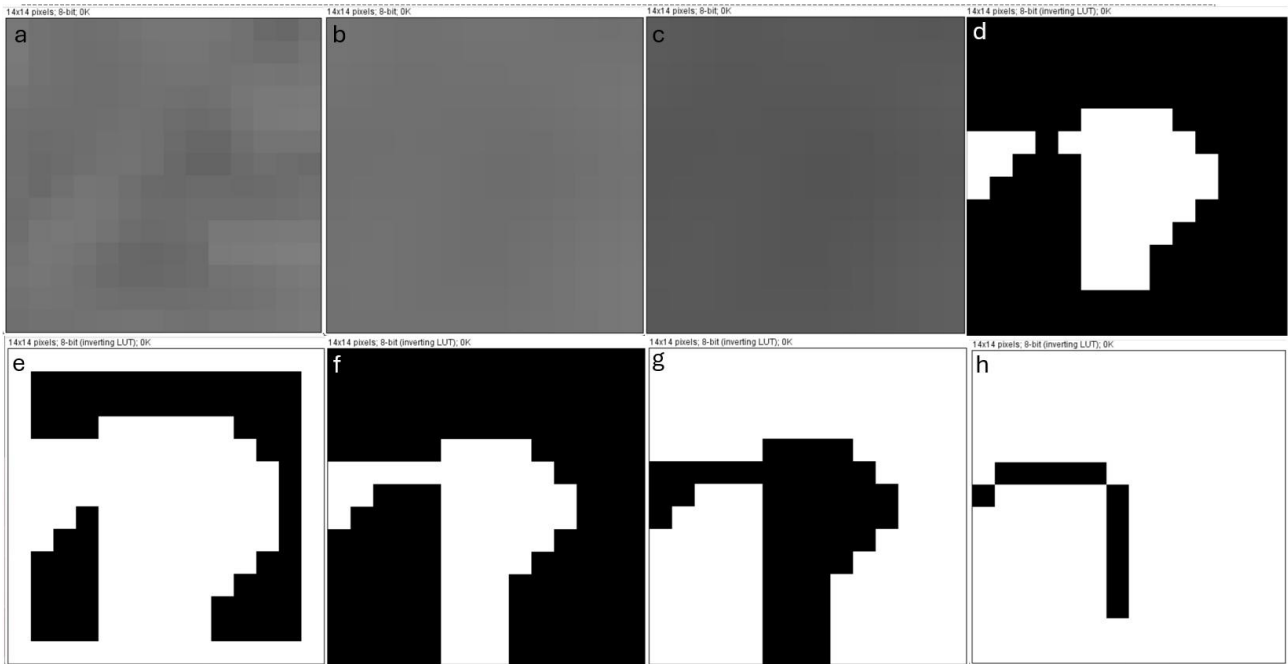 14x14 pixels; 8-bit; 0K
14x14 pixels; 8-bit; 0K
14x14 pixels; 8-bit; 0K
14x14 pixels; 8-bit (inverting LUT); 0K
a
b
c
d
14x14 pixels; 8-bit (inverting LUT); 0K
14x14 pixels; 8-bit (inverting LUT); 0K
14x14 pixels; 8-bit (inverting LUT); 0K
14x14 pixels; 8-bit (inverting LUT); 0K
e
f
g
h